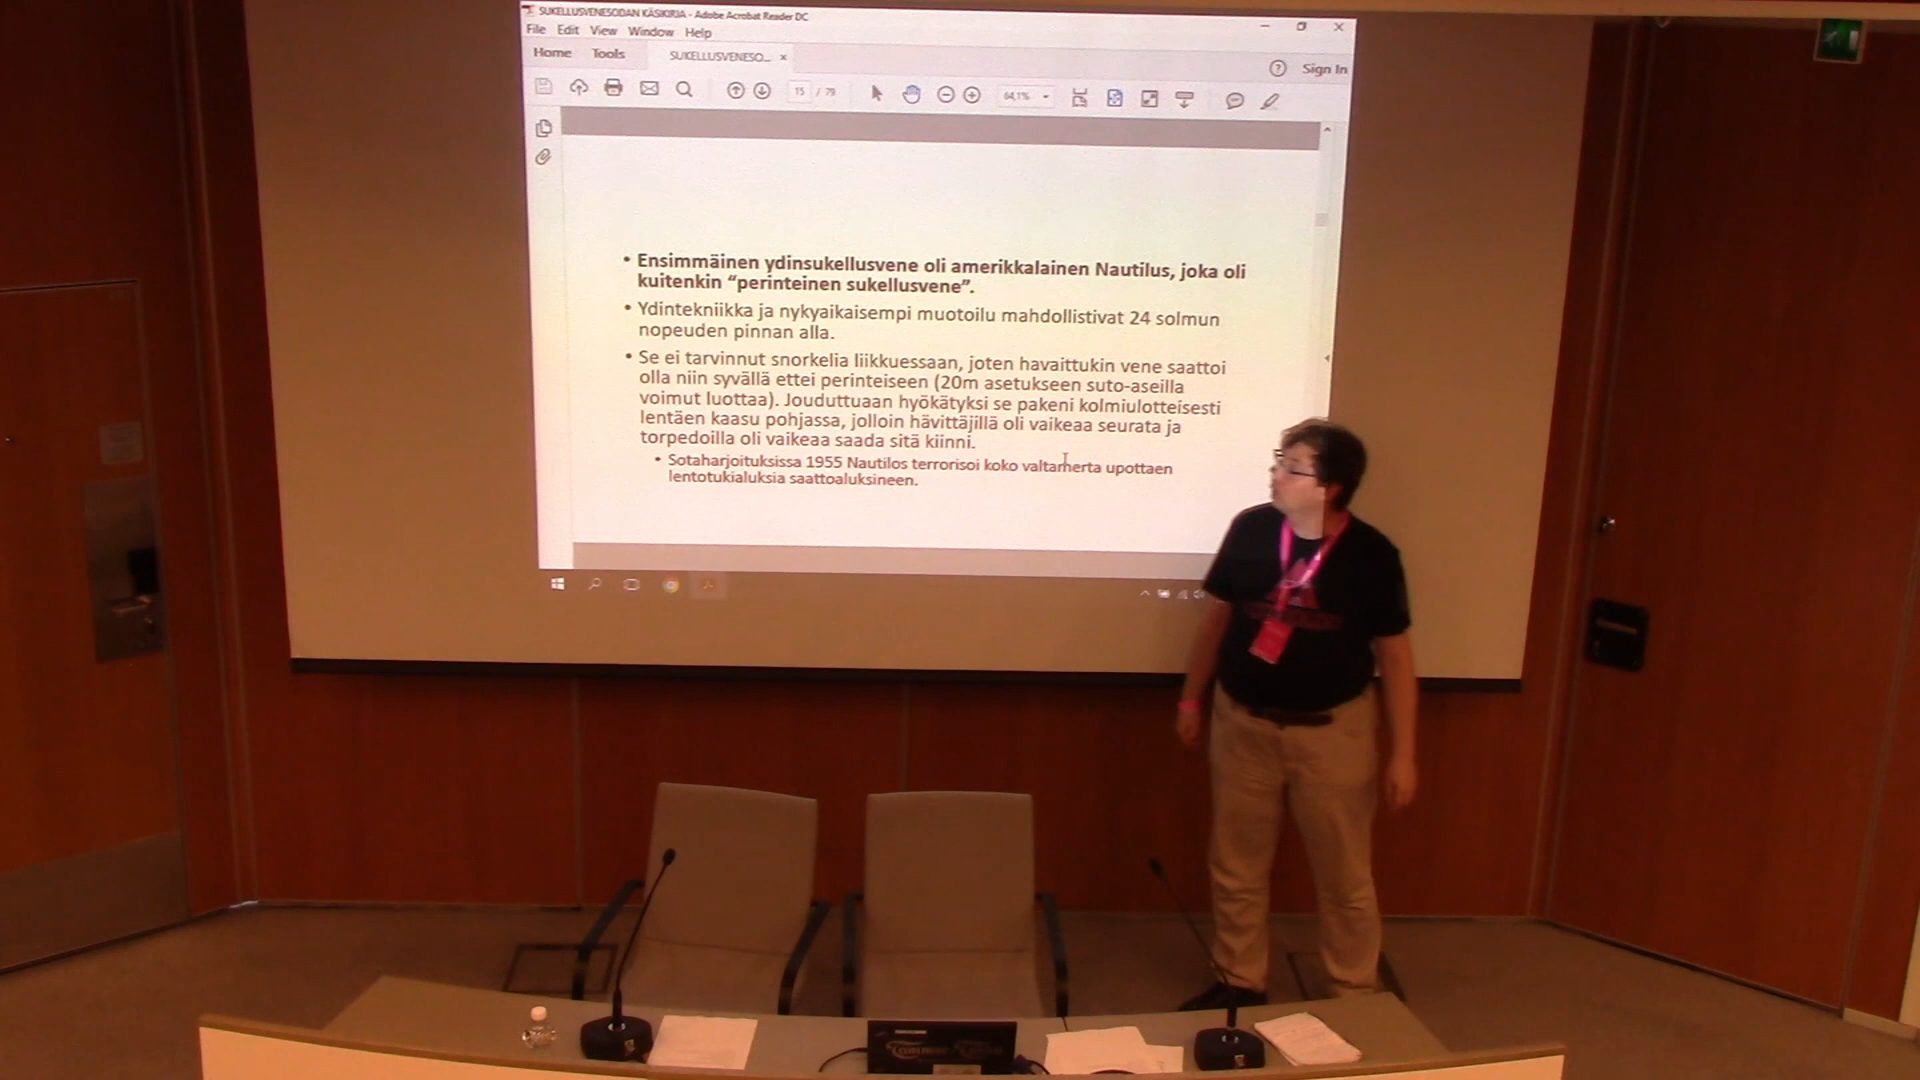 SUKELLUSVENESODAN KÄSIKIRJA - Adobe Acrobat Reader DC
File Edit View Window Help
Home Tools SUKELLUSVENESO... × Sign In
15 / 79 64,1%
• Ensimmäinen ydinsukellusvene oli amerikkalainen Nautilus, joka oli
kuitenkin “perinteinen sukellusvene”.
• Ydintekniikka ja nykyaikaisempi muotoilu mahdollistivat 24 solmun
nopeuden pinnan alla.
• Se ei tarvinnut snorkelia liikkuessaan, joten havaittukin vene saattoi
olla niin syvällä ettei perinteiseen (20m asetukseen suto-aseilla
voimut luottaa). Jouduttuaan hyökätyksi se pakeni kolmiulotteisesti
lentäen kaasu pohjassa, jolloin hävittäjillä oli vaikeaa seurata ja
torpedoilla oli vaikeaa saada sitä kiinni.
• Sotaharjoituksissa 1955 Nautilos terrorisoi koko valtamerta upottaen
lentotukialuksia saattoaluksineen.